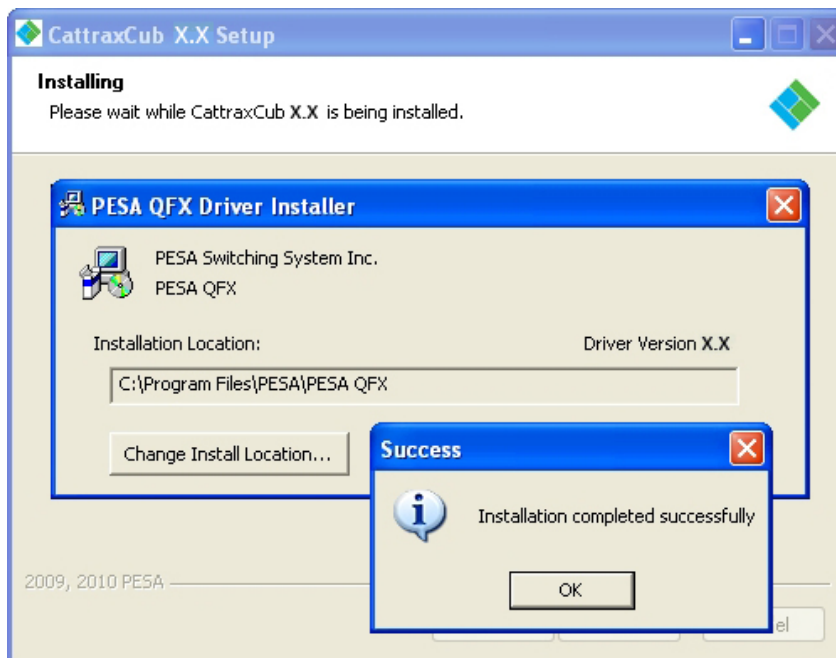 CattraxCub X.X Setup
Installing
Please wait while CattraxCub X.X is being installed.
PESA QFX Driver Installer
PESA Switching System Inc.
PESA QFX
Installation Location:
Driver Version X.X
C:\Program Files\PESA\PESA QFX
Change Install Location...
Success
Installation completed successfully
OK
2009, 2010 PESA
el